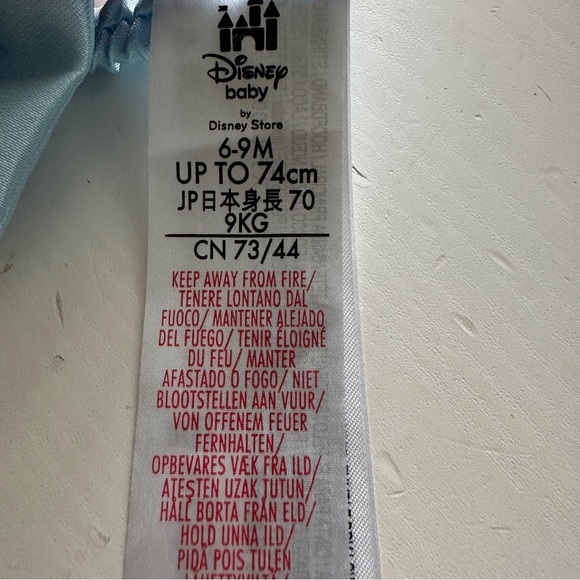 Disney
baby
by
Disney Store
6-9M
UP TO 74cm
JP日本身長 70
9KG
CN 73/44
KEEP AWAY FROM FIRE/
TENERE LONTANO DAL
FUOCO/ MANTENER ALEJADO
DEL FUEGO/ TENIR ÉLOIGNÉ
DU FEU/ MANTER
AFASTADO O FOGO/ NIET
BLOOTSTELLEN AAN VUUR/
VON OFFENEM FEUER
FERNHALTEN/
OPBEVARES VÆK FRA ILD/
ATEŞTEN UZAK TUTUN/
HÅLL BORTA FRÅN ELD/
HOLD UNNA ILD/
PIDÄ POIS TULEN